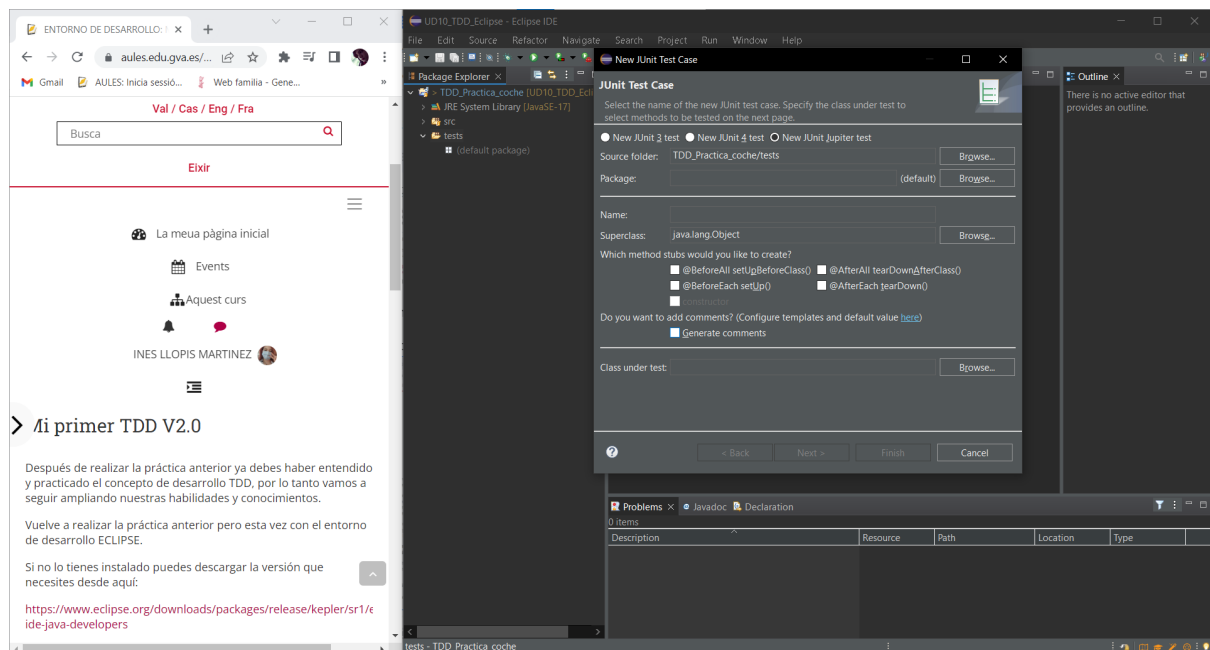 ENTORNO DE DESARROLLO:
aules.edu.gva.es/...
Gmail
AULES: Inicia sessió...
Web familia - Gene...
»
Val / Cas / Eng / Fra
Busca
Eixir
La meua pàgina inicial
Events
Aquest curs
INES LLOPIS MARTINEZ
Mi primer TDD V2.0
Después de realizar la práctica anterior ya debes haber entendido
y practicado el concepto de desarrollo TDD, por lo tanto vamos a
seguir ampliando nuestras habilidades y conocimientos.
Vuelve a realizar la práctica anterior pero esta vez con el entorno
de desarrollo ECLIPSE.
Si no lo tienes instalado puedes descargar la versión que
necesites desde aquí:
https://www.eclipse.org/downloads/packages/release/kepler/sr1/e
ide-java-developers
UD10_TDD_Eclipse - Eclipse IDE
File Edit Source Refactor Navigate Search Project Run Window Help
Package Explorer
> TDD_Practica_coche [UD10_TDD_Ecli
JRE System Library [JavaSE-17]
src
tests
(default package)
New JUnit Test Case
JUnit Test Case
Select the name of the new JUnit test case. Specify the class under test to
select methods to be tested on the next page.
New JUnit 3 test New JUnit 4 test New JUnit Jupiter test
Source folder: TDD_Practica_coche/tests Browse...
Package: (default) Browse...
Name:
Superclass: java.lang.Object Browse...
Which method stubs would you like to create?
@BeforeAll setUpBeforeClass() @AfterAll tearDownAfterClass()
@BeforeEach setUp() @AfterEach tearDown()
constructor
Do you want to add comments? (Configure templates and default value here)
Generate comments
Class under test: Browse...
< Back Next > Finish Cancel
Outline
There is no active editor that
provides an outline.
Problems Javadoc Declaration
0 items
Description Resource Path Location Type
tests - TDD_Practica_coche